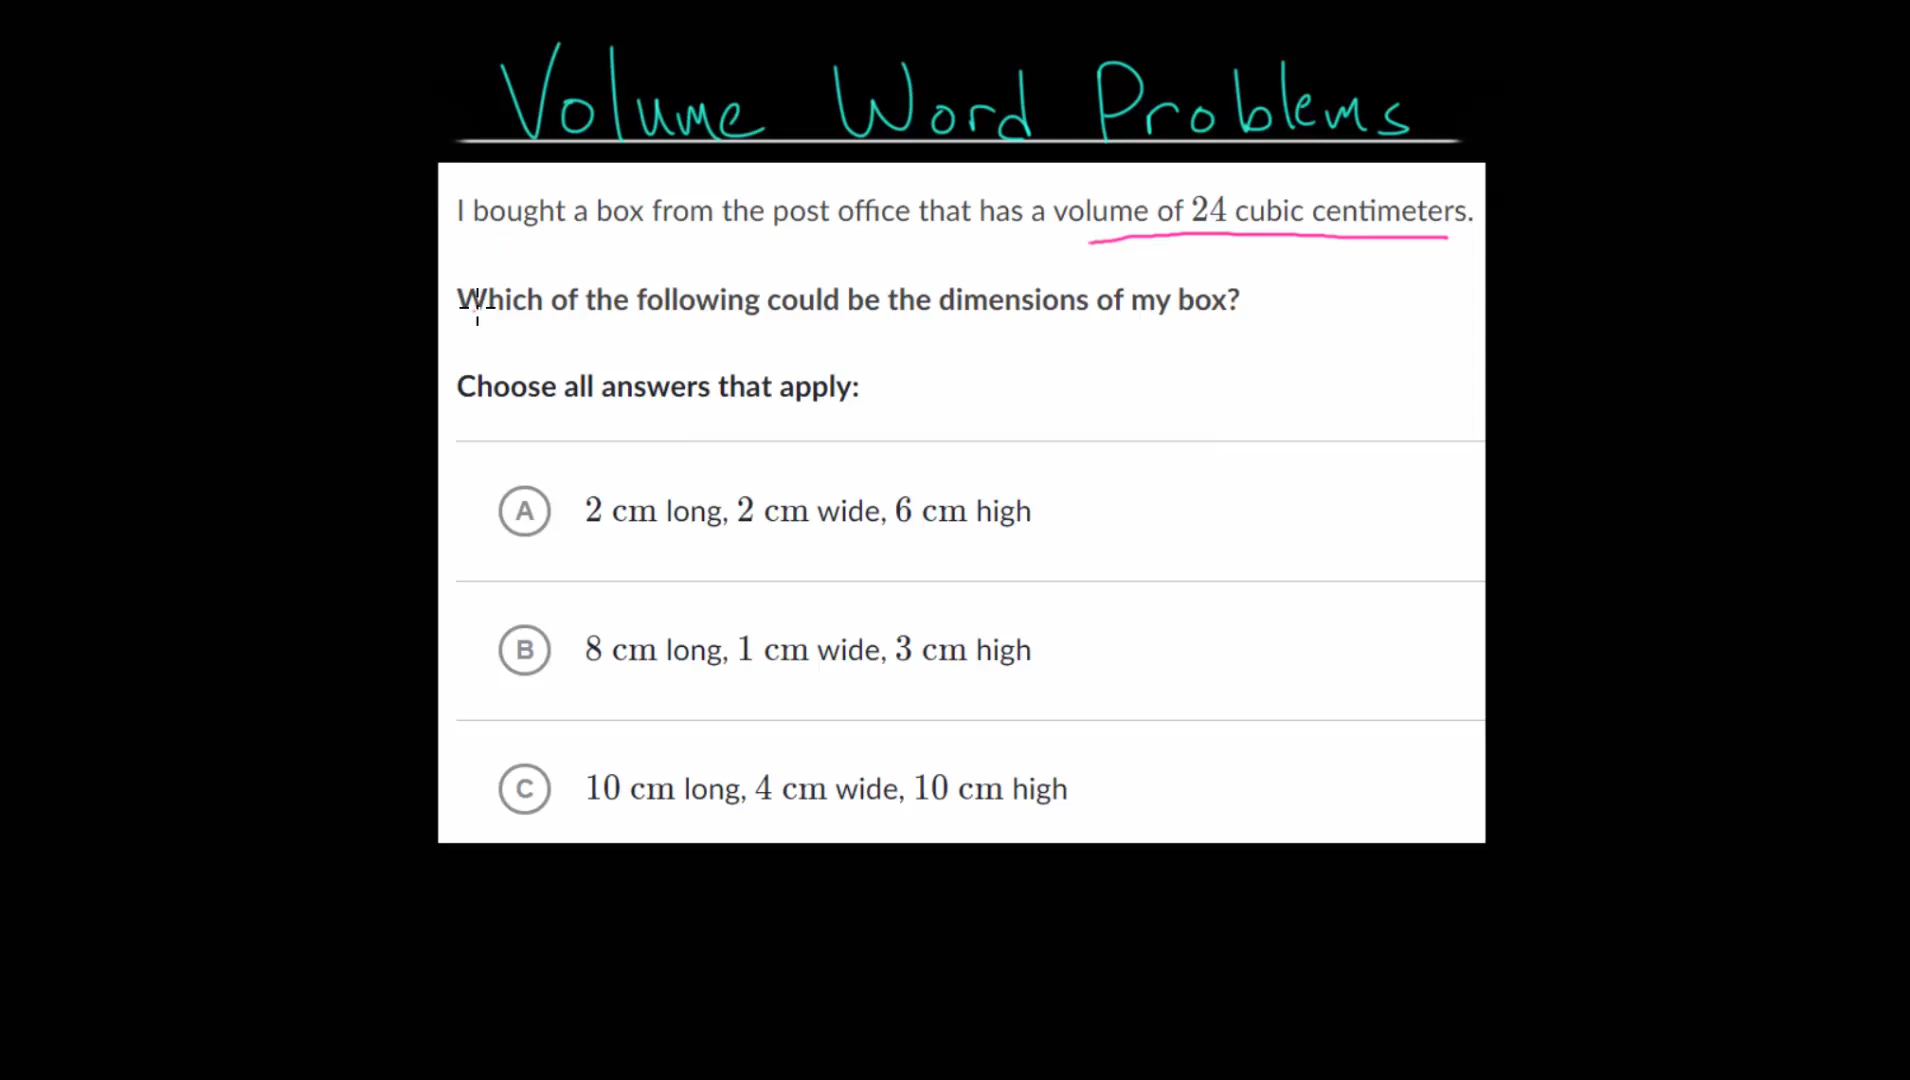 Volume Word Problems
I bought a box from the post office that has a volume of 24 cubic centimeters.
Which of the following could be the dimensions of my box?
Choose all answers that apply:
A 2 cm long, 2 cm wide, 6 cm high
B 8 cm long, 1 cm wide, 3 cm high
C 10 cm long, 4 cm wide, 10 cm high